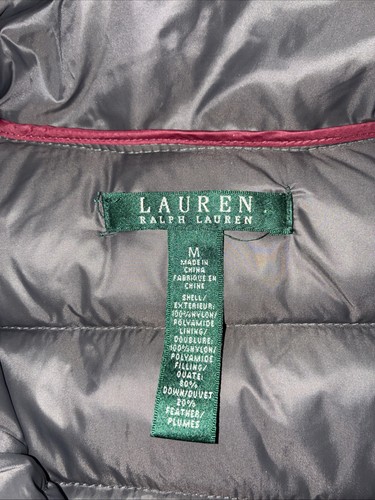 LAUREN
RALPH LAUREN
M
MADE IN
CHINA
FABRIQUE EN
CHINE
SHELL/
EXTERIEUR:
100%NYLON/
POLYAMIDE
LINING/
DOUBLURE:
100%NYLON/
POLYAMIDE
FILLING/
OUATE:
80%
DOWN/DUVET
20%
FEATHER/
PLUMES